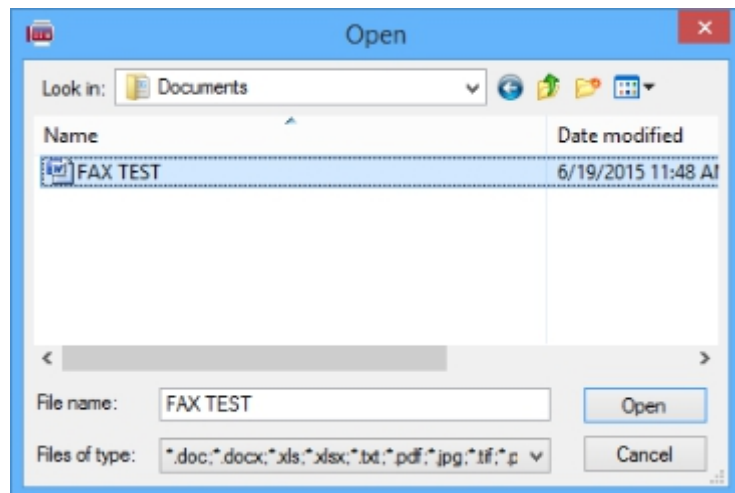 Open
Look in: Documents
Name Date modified
FAX TEST 6/19/2015 11:48 AM
File name: FAX TEST Open
Files of type: *.doc;*.docx;*.xls;*.xlsx;*.txt;*.pdf;*.jpg;*.tif;*.p Cancel